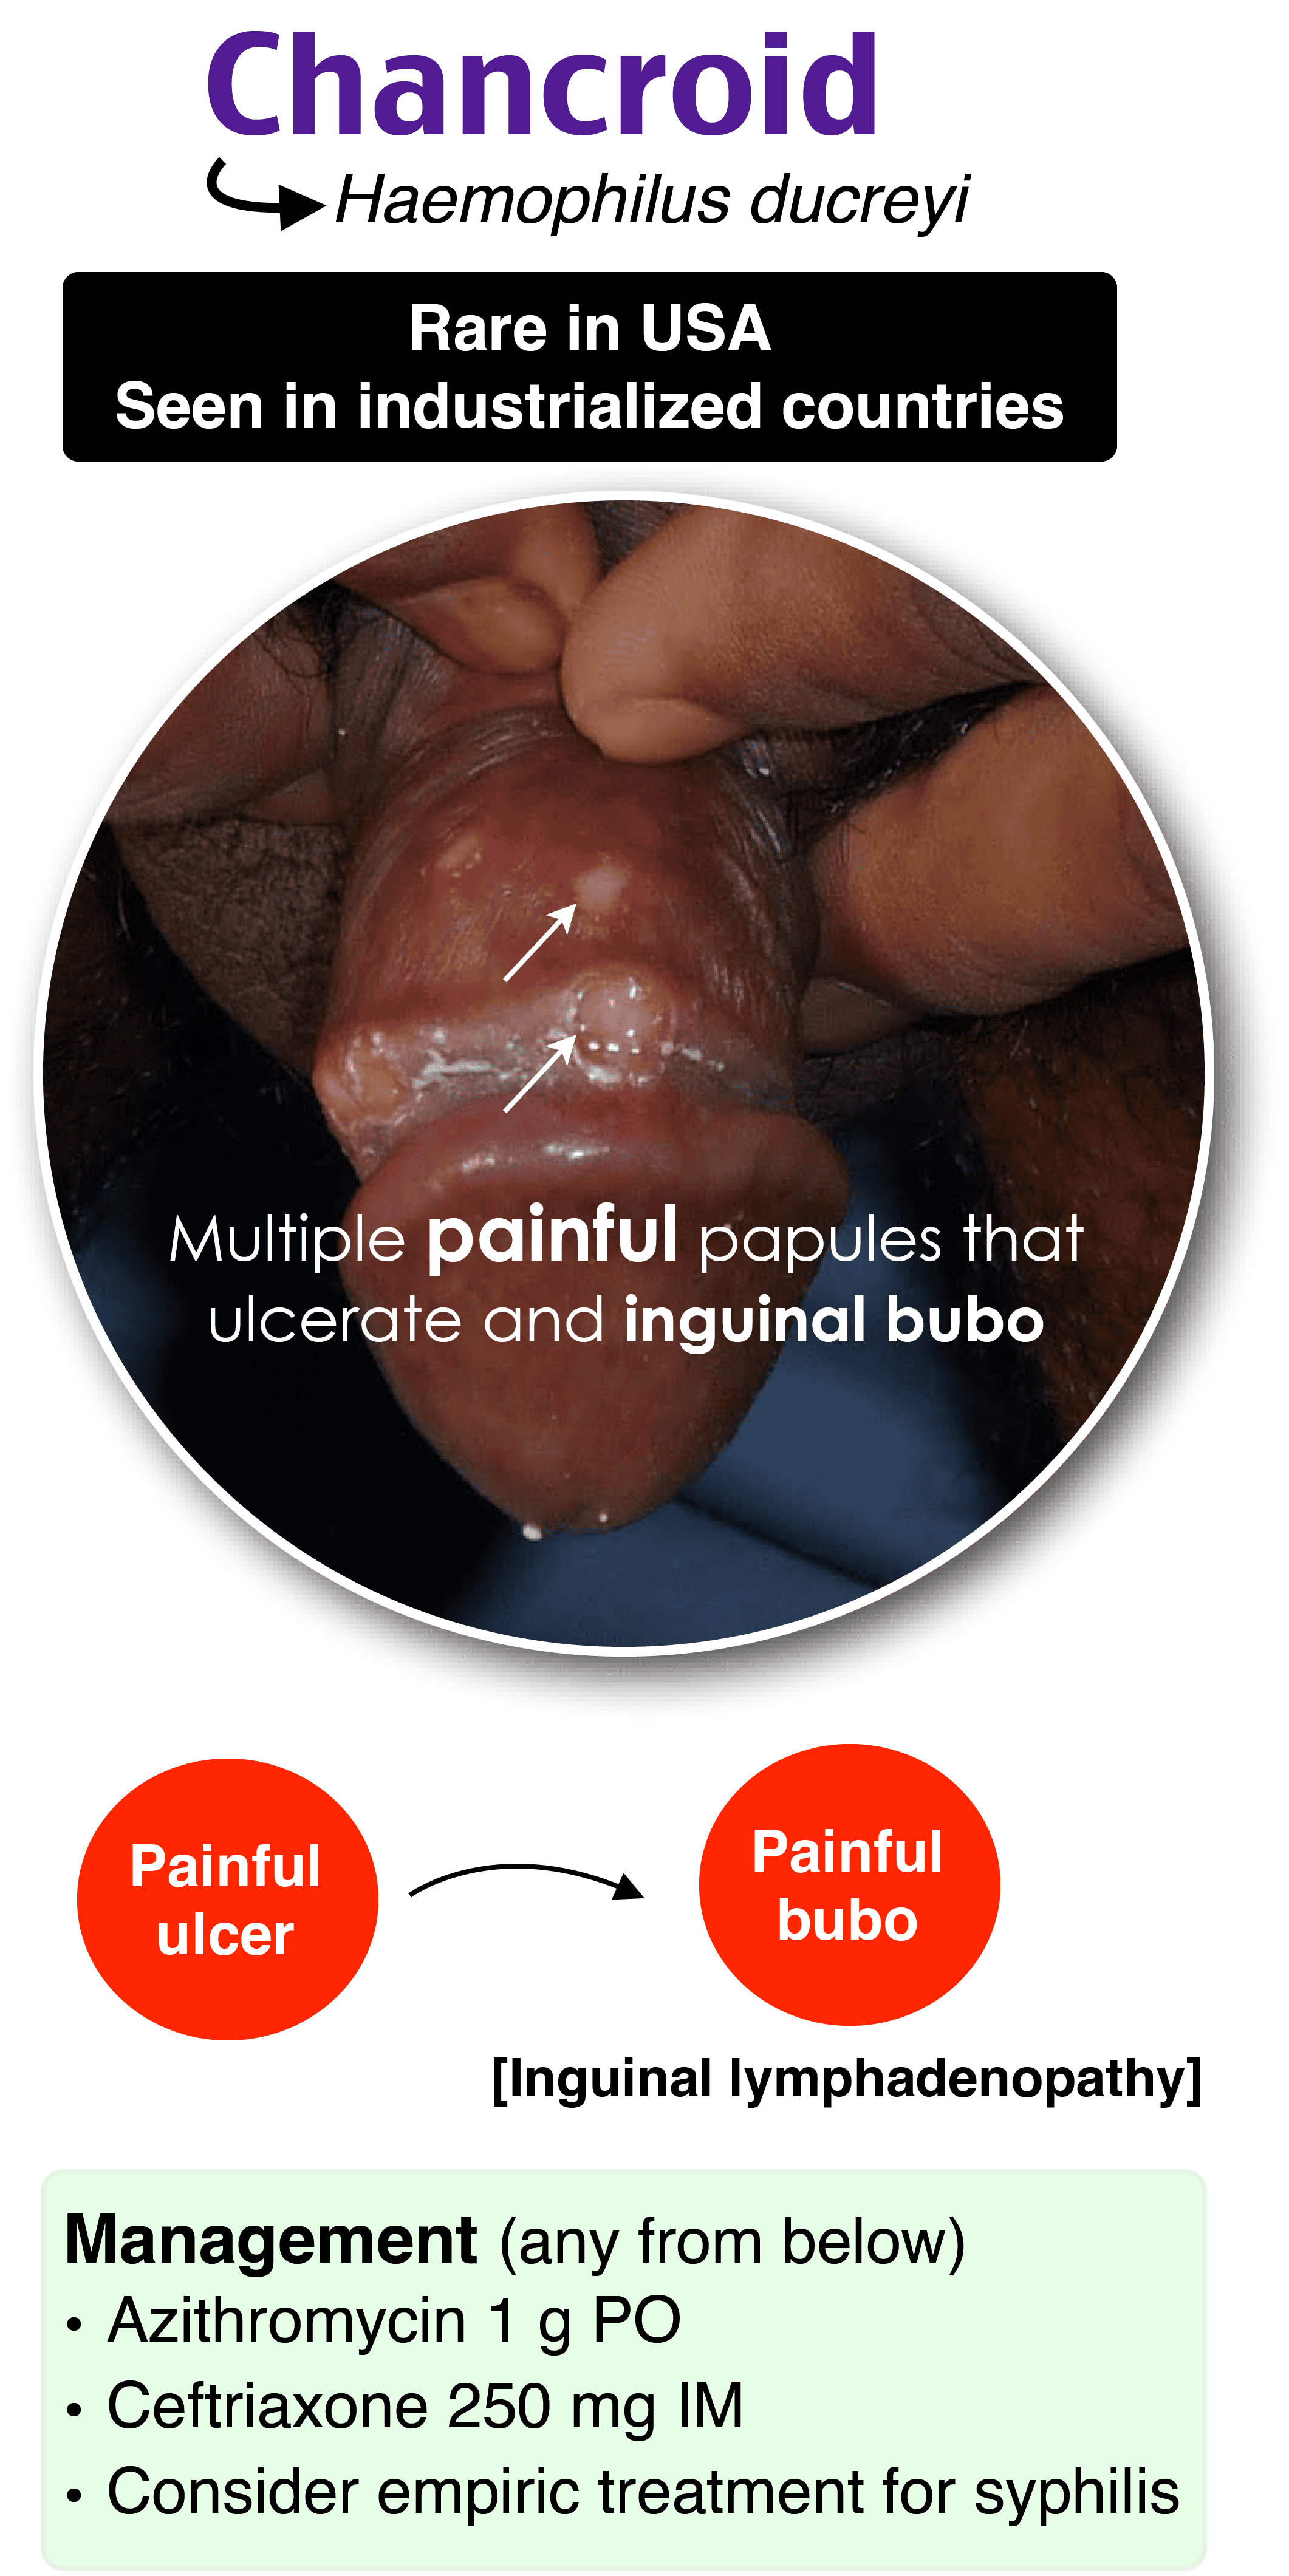 Chancroid
Haemophilus ducreyi
Rare in USA
Seen in industrialized countries
Multiple painful papules that
ulcerate and inguinal bubo
Painful
ulcer
Painful
bubo
[Inguinal lymphadenopathy]
Management (any from below)
• Azithromycin 1 g PO
• Ceftriaxone 250 mg IM
• Consider empiric treatment for syphilis